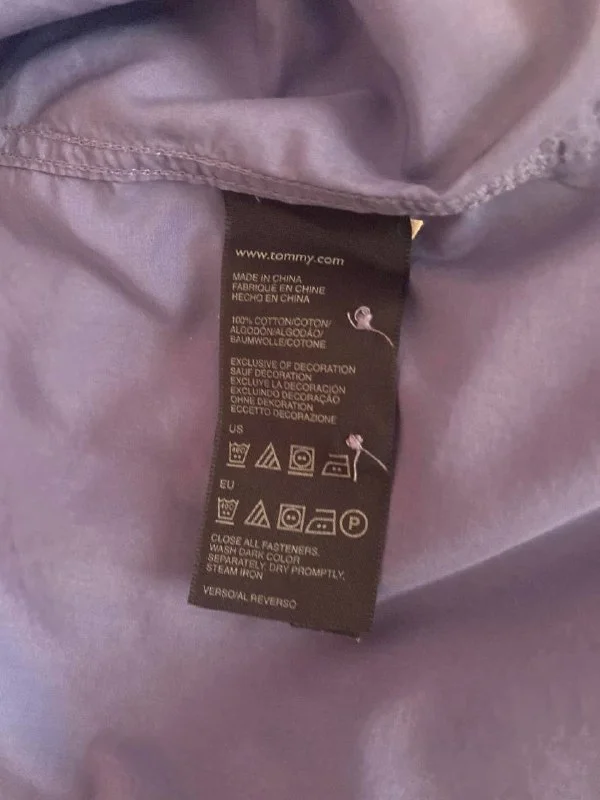 www.tommy.com
MADE IN CHINA
FABRIQUE EN CHINE
HECHO EN CHINA
100% COTTON/COTON/
ALGODÓN/ALGODÃO/
BAUMWOLLE/COTONE
EXCLUSIVE OF DECORATION
SAUF DECORATION
EXCLUYE LA DECORACIÓN
EXCLUINDO DECORAÇÃO
OHNE DEKORATION
ECCETTO DECORAZIONE
US
EU
P
CLOSE ALL FASTENERS.
WASH DARK COLOR
SEPARATELY. DRY PROMPTLY.
STEAM IRON
VERSO/AL REVERSO